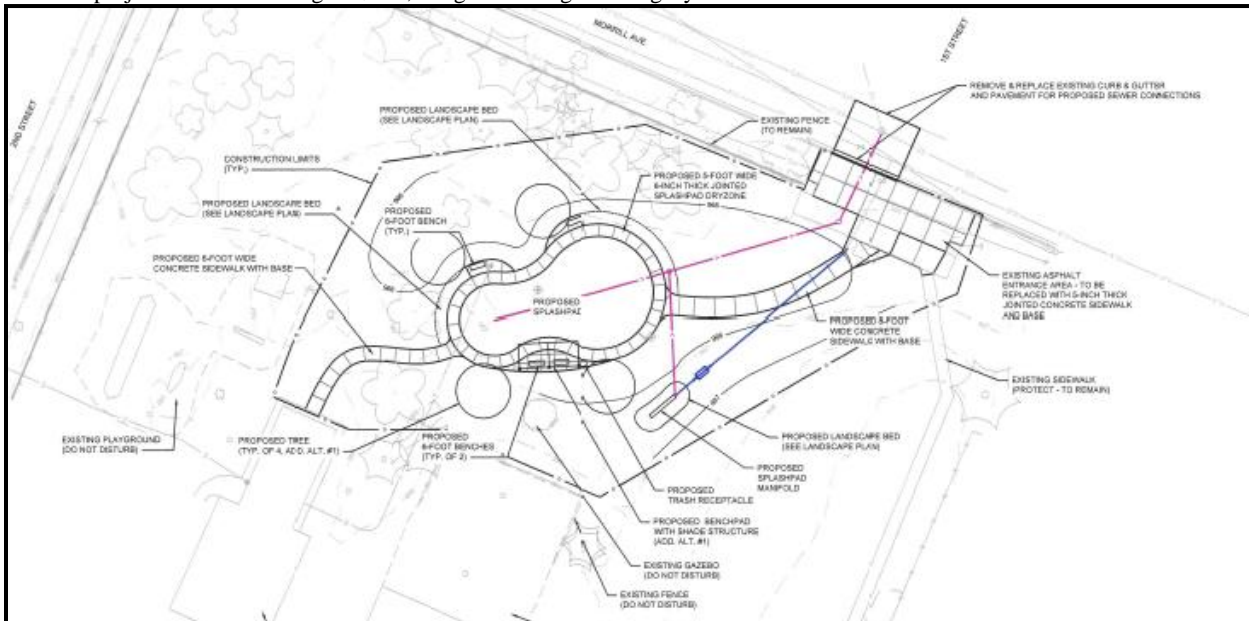 MORRILL AVE
1ST STREET
2ND STREET
REMOVE & REPLACE EXISTING CURB & GUTTER
AND PAVEMENT FOR PROPOSED SEWER CONNECTIONS
PROPOSED LANDSCAPE BED
(SEE LANDSCAPE PLAN)
EXISTING FENCE
(TO REMAIN)
CONSTRUCTION LIMITS
(TYP.)
PROPOSED 5-FOOT WIDE
6-INCH THICK JOINTED
SPLASHPAD DRYZONE
PROPOSED LANDSCAPE BED
(SEE LANDSCAPE PLAN)
PROPOSED
6-FOOT BENCH
(TYP.)
PROPOSED 6-FOOT WIDE
CONCRETE SIDEWALK WITH BASE
PROPOSED
SPLASHPAD
EXISTING ASPHALT
ENTRANCE AREA - TO BE
REPLACED WITH 5-INCH THICK
JOINTED CONCRETE SIDEWALK
AND BASE
PROPOSED 8-FOOT
WIDE CONCRETE
SIDEWALK WITH BASE
EXISTING SIDEWALK
(PROTECT - TO REMAIN)
EXISTING PLAYGROUND
(DO NOT DISTURB)
PROPOSED TREE
(TYP. OF 4, ADD. ALT. #1)
PROPOSED
6-FOOT BENCHES
(TYP. OF 2)
PROPOSED LANDSCAPE BED
(SEE LANDSCAPE PLAN)
PROPOSED
SPLASHPAD
MANIFOLD
PROPOSED
TRASH RECEPTACLE
PROPOSED BENCHPAD
WITH SHADE STRUCTURE
(ADD. ALT. #1)
EXISTING GAZEBO
(DO NOT DISTURB)
EXISTING FENCE
(DO NOT DISTURB)